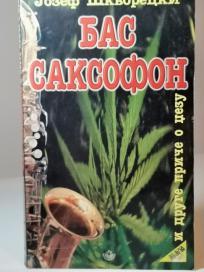 Јозеф Шкворецки
БАС
САКСОФОН
и друге приче о џезу